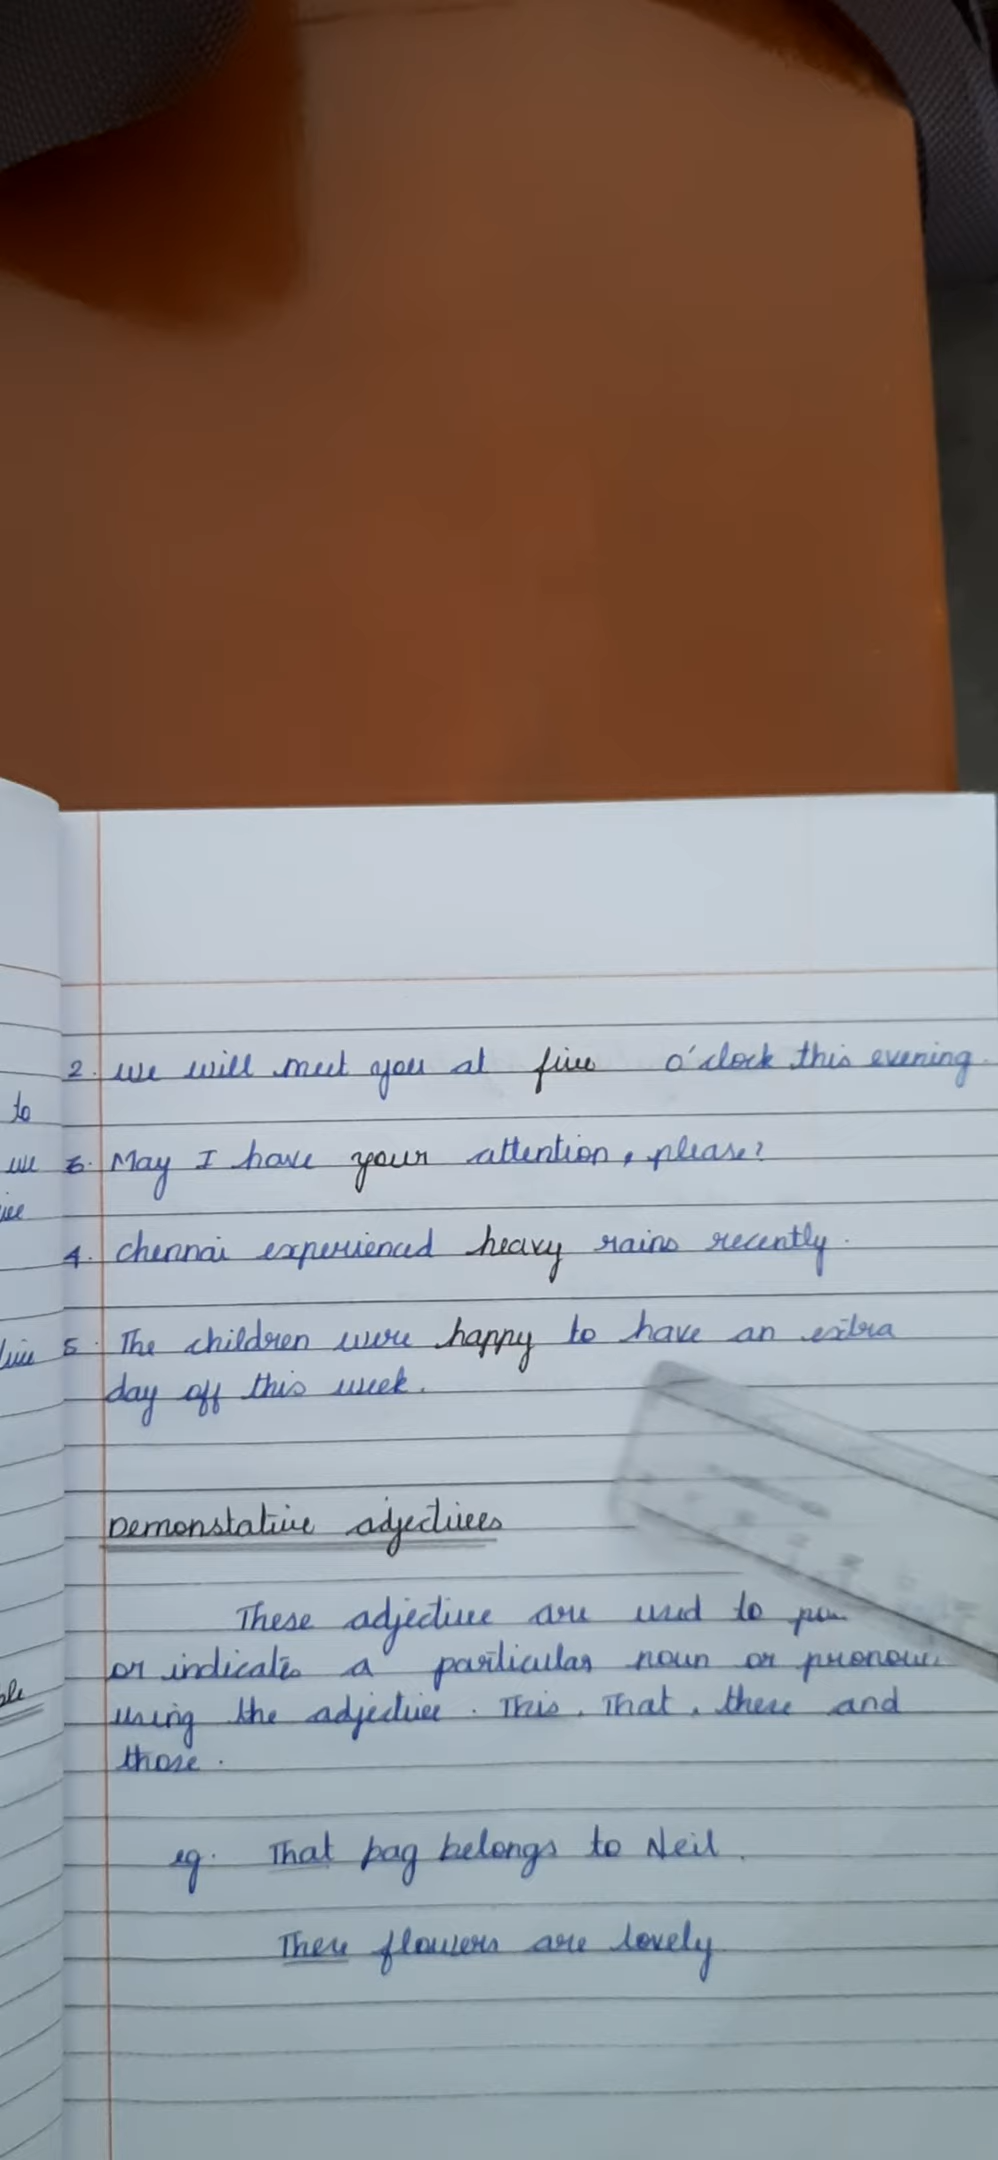 to
2. we will meet you at five o'clock this evening.
we
3. May I have your attention, please?
4. Chennai experienced heavy rains recently.
5. The children were happy to have an extra
day off this week.
Demonstative adjectives
These adjective are used to
or indicate a particular noun or pronoun
using the adjective. This, That, these and
those.
eg. That bag belongs to Neil.
These flowers are lovely